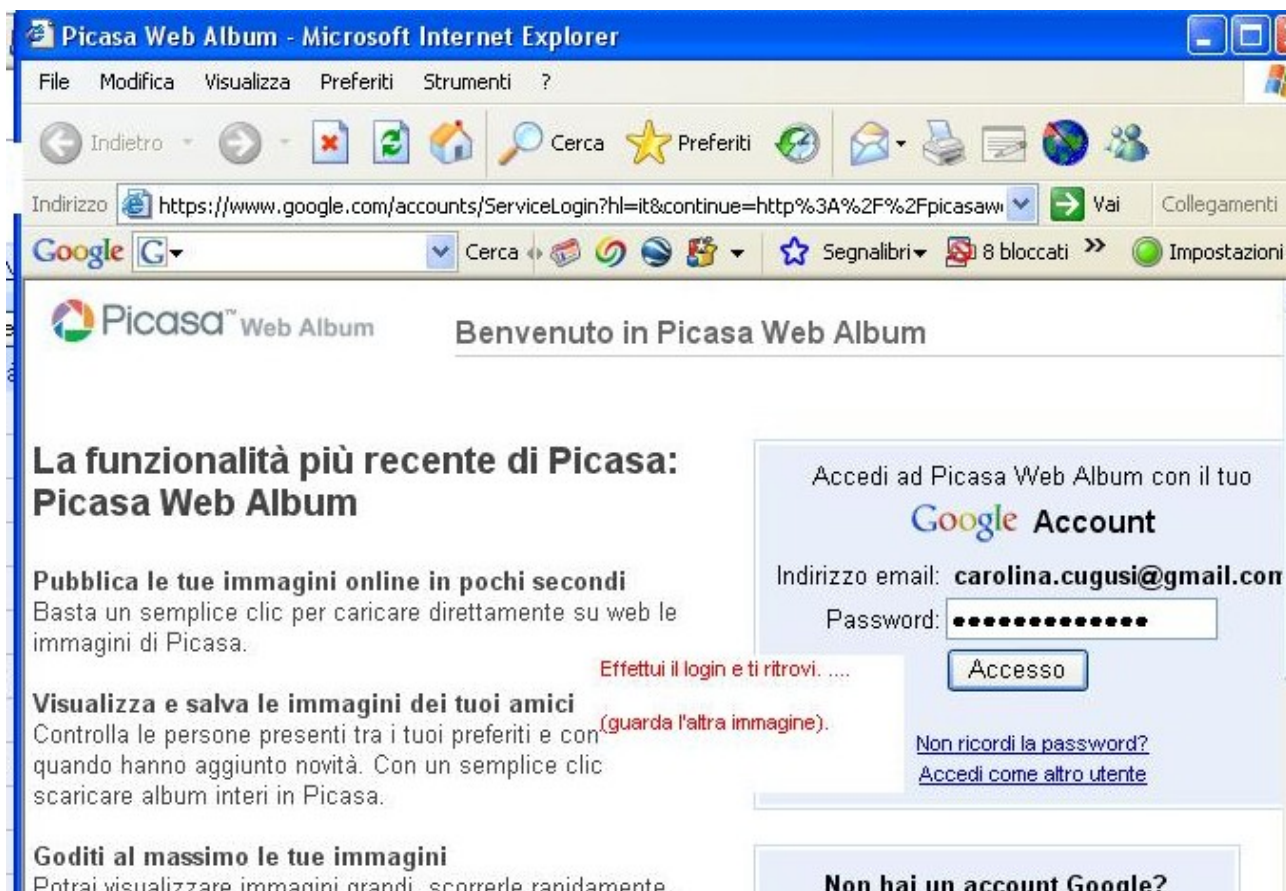 Picasa Web Album - Microsoft Internet Explorer
File Modifica Visualizza Preferiti Strumenti ?
Indietro Cerca Preferiti
Indirizzo https://www.google.com/accounts/ServiceLogin?hl=it&continue=http%3A%2F%2Fpicasaw Vai Collegamenti
Google G Cerca Segnalibri 8 bloccati >> Impostazioni
Picasa™ Web Album
Benvenuto in Picasa Web Album
La funzionalità più recente di Picasa:
Picasa Web Album
Pubblica le tue immagini online in pochi secondi
Basta un semplice clic per caricare direttamente su web le
immagini di Picasa.
Visualizza e salva le immagini dei tuoi amici
Controlla le persone presenti tra i tuoi preferiti e con
quando hanno aggiunto novità. Con un semplice clic
scaricare album interi in Picasa.
Goditi al massimo le tue immagini
Potrai visualizzare immagini grandi, scorrerle rapidamente
Effettui il login e ti ritrovi. ....
(guarda l'altra immagine).
Accedi ad Picasa Web Album con il tuo
Google Account
Indirizzo email: carolina.cugusi@gmail.com
Password: •••••••••••••
Accesso
Non ricordi la password?
Accedi come altro utente
Non hai un account Google?